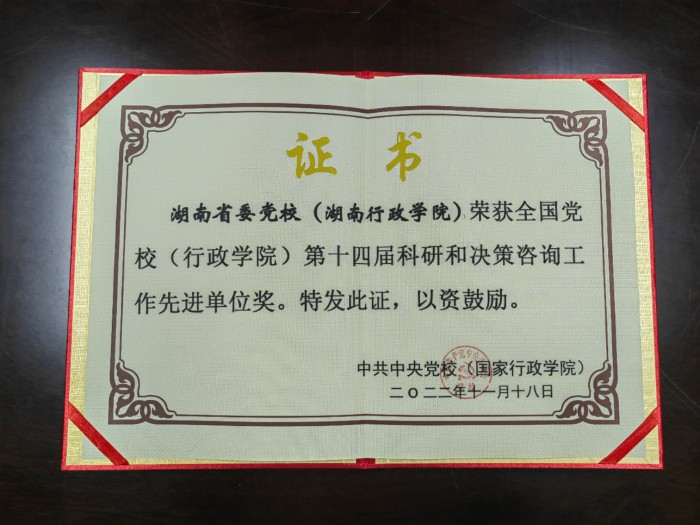 证书
湖南省委党校（湖南行政学院）荣获全国党
校（行政学院）第十四届科研和决策咨询工
作先进单位奖。特发此证，以资鼓励。
中共中央党校（国家行政学院）
二〇二二年十一月十八日